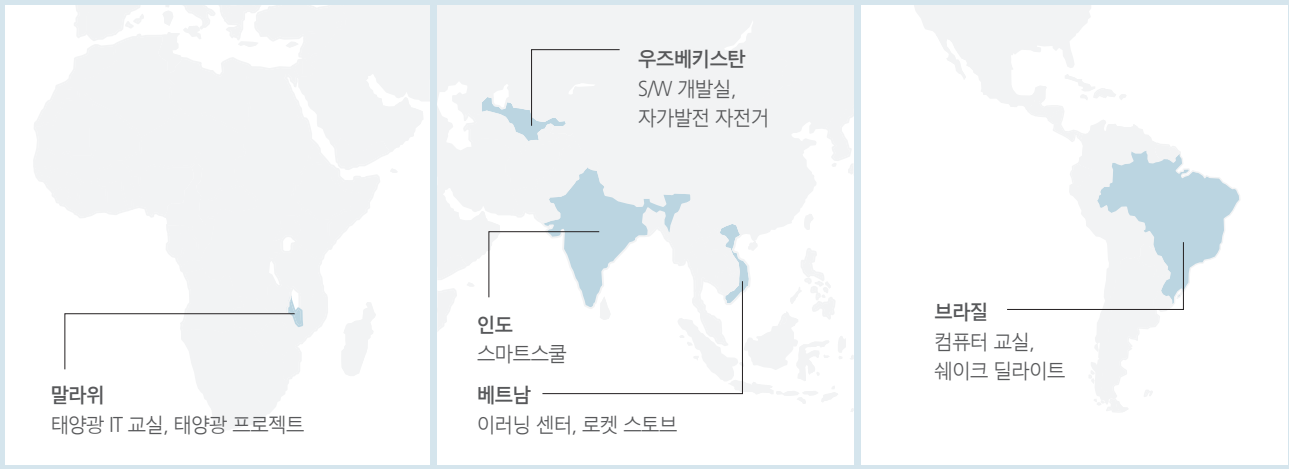 말라위
태양광 IT 교실, 태양광 프로젝트
우즈베키스탄
S/W 개발실,
자가발전 자전거
인도
스마트스쿨
베트남
이러닝 센터, 로켓 스토브
브라질
컴퓨터 교실,
쉐이크 딜라이트